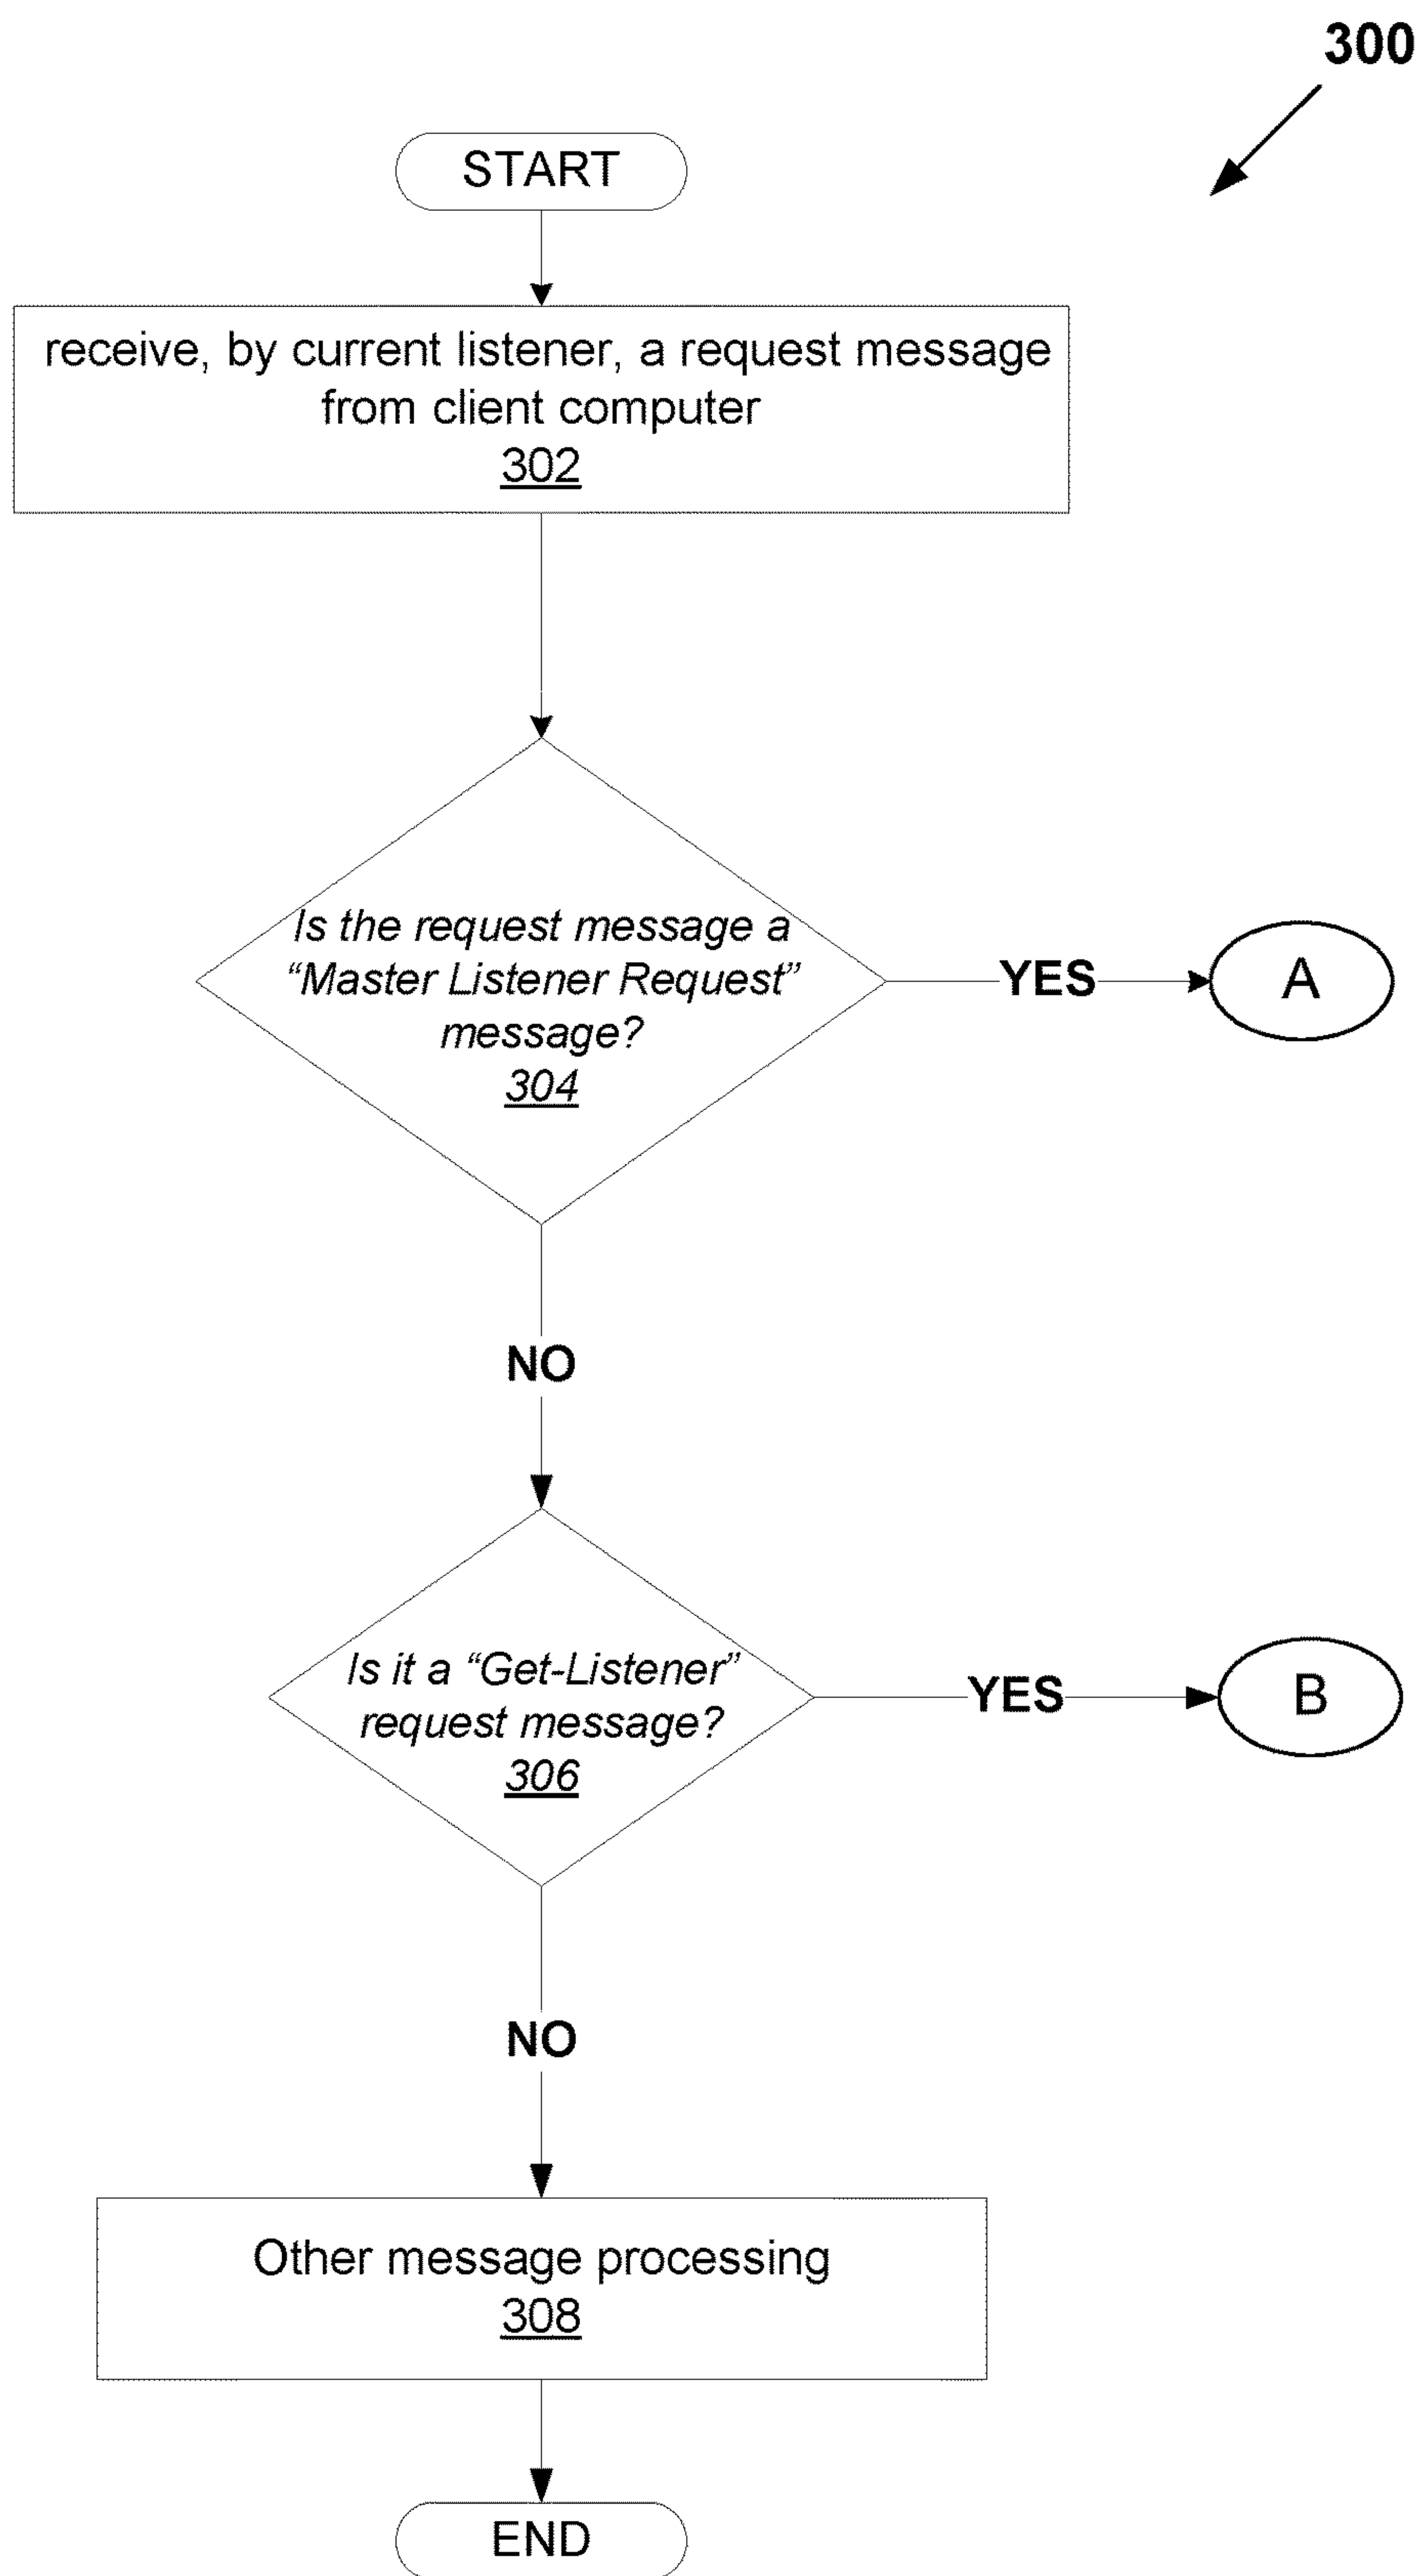 300
START
receive, by current listener, a request message
from client computer
302
Is the request message a
“Master Listener Request”
message?
304
YES
A
NO
Is it a “Get-Listener”
request message?
306
YES
B
NO
Other message processing
308
END